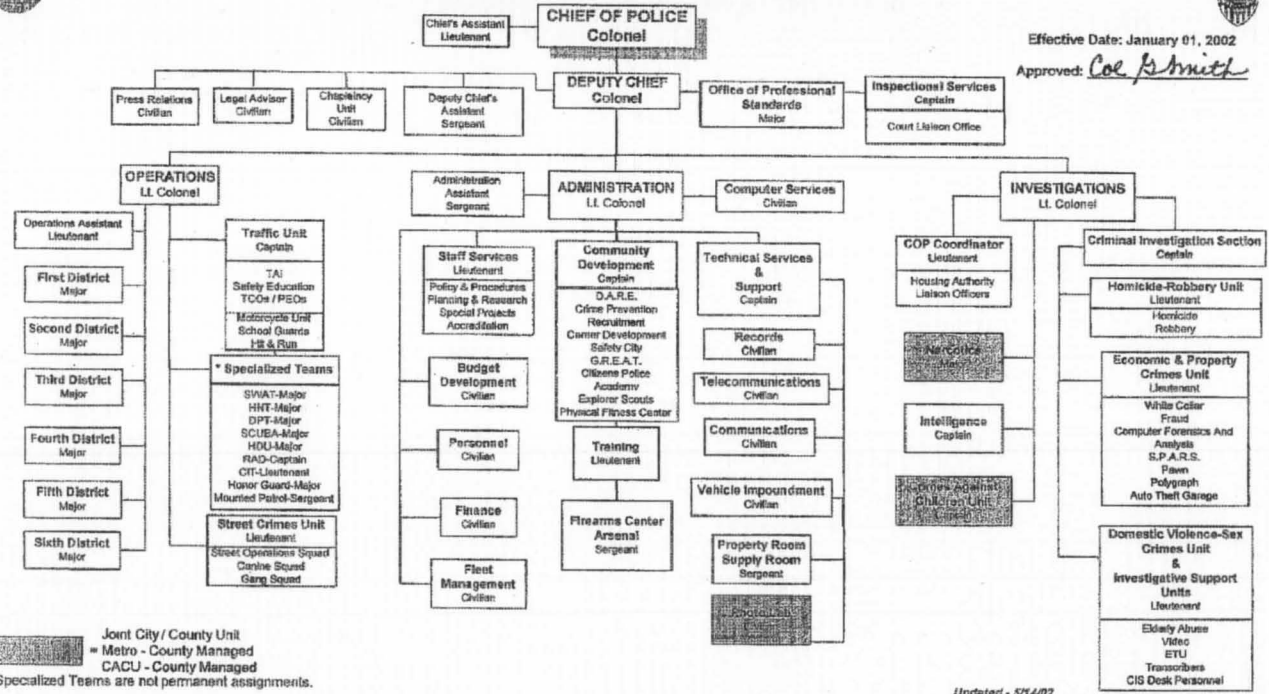 CHIEF OF POLICE
Colonel
Chief's Assistant
Lieutenant
Effective Date: January 01, 2002
Approved: Col G Smith
DEPUTY CHIEF
Colonel
Press Relations
Civilian
Legal Advisor
Civilian
Chaplaincy
Unit
Civilian
Deputy Chief's
Assistant
Sergeant
Office of Professional
Standards
Major
Inspectional Services
Captain
Court Liaison Office
OPERATIONS
Lt. Colonel
Operations Assistant
Lieutenant
First District
Major
Second District
Major
Third District
Major
Fourth District
Major
Fifth District
Major
Sixth District
Major
Traffic Unit
Captain
TAI
Safety Education
TCOs / PEOs
Motorcycle Unit
School Guards
Hit & Run
* Specialized Teams
SWAT-Major
HNT-Major
DPT-Major
SCUBA-Major
HDU-Major
RAD-Captain
CIT-Lieutenant
Honor Guard-Major
Mounted Patrol-Sergeant
Street Crimes Unit
Lieutenant
Street Operations Squad
Canine Squad
Gang Squad
ADMINISTRATION
Lt. Colonel
Administration
Assistant
Sergeant
Computer Services
Civilian
Staff Services
Lieutenant
Policy & Procedures
Planning & Research
Special Projects
Accreditation
Budget
Development
Civilian
Personnel
Civilian
Finance
Civilian
Fleet
Management
Civilian
Community
Development
Captain
D.A.R.E.
Crime Prevention
Recruitment
Career Development
Safety City
G.R.E.A.T.
Citizens Police
Academy
Explorer Scouts
Physical Fitness Center
Training
Lieutenant
Firearms Center
Arsenal
Sergeant
Technical Services
&
Support
Captain
Records
Civilian
Telecommunications
Civilian
Communications
Civilian
Vehicle Impoundment
Civilian
Property Room
Supply Room
Sergeant
INVESTIGATIONS
Lt. Colonel
COP Coordinator
Lieutenant
Housing Authority
Liaison Officers
Narcotics
Intelligence
Captain
Crimes Against
Children Unit
Criminal Investigation Section
Captain
Homicide-Robbery Unit
Lieutenant
Homicide
Robbery
Economic & Property
Crimes Unit
Lieutenant
White Collar
Fraud
Computer Forensics And
Analysis
S.P.A.R.S.
Pawn
Polygraph
Auto Theft Garage
Domestic Violence-Sex
Crimes Unit
&
Investigative Support
Units
Lieutenant
Elderly Abuse
Video
ETU
Transcribers
CIS Desk Personnel
Joint City / County Unit
= Metro - County Managed
CACU - County Managed
Specialized Teams are not permanent assignments.
Updated - 5/14/02